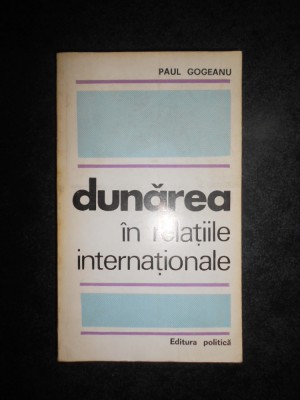 PAUL GOGEANU
dunărea
în relațiile
internaționale
Editura politică